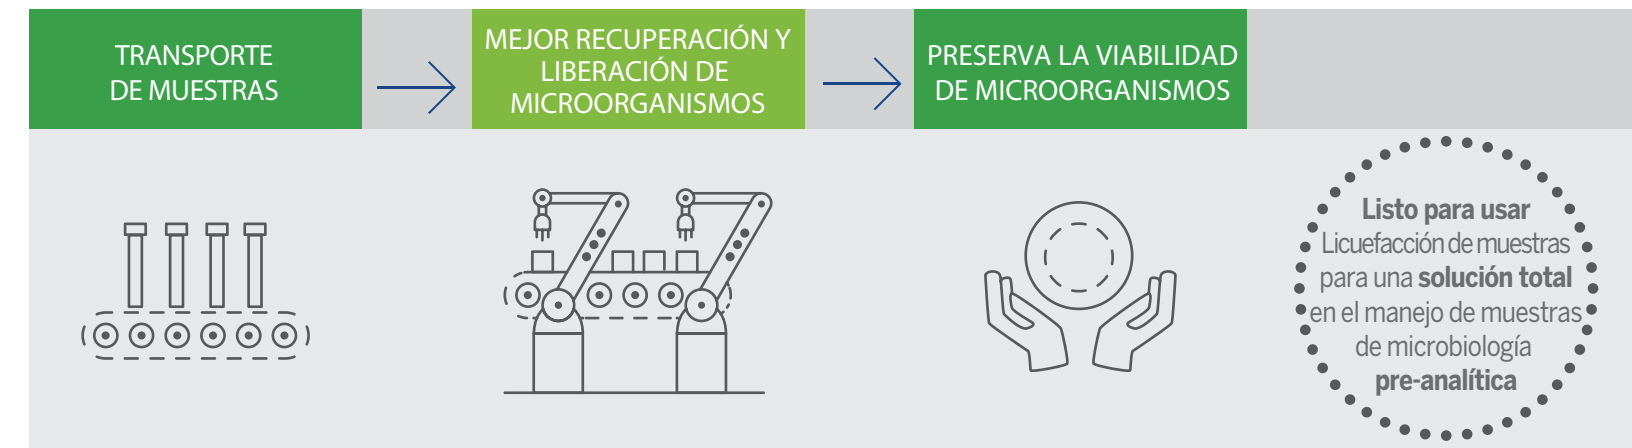 TRANSPORTE
DE MUESTRAS
MEJOR RECUPERACIÓN Y
LIBERACIÓN DE
MICROORGANISMOS
PRESERVA LA VIABILIDAD
DE MICROORGANISMOS
Listo para usar
Licuefacción de muestras
para una solución total
en el manejo de muestras
de microbiología
pre-analítica